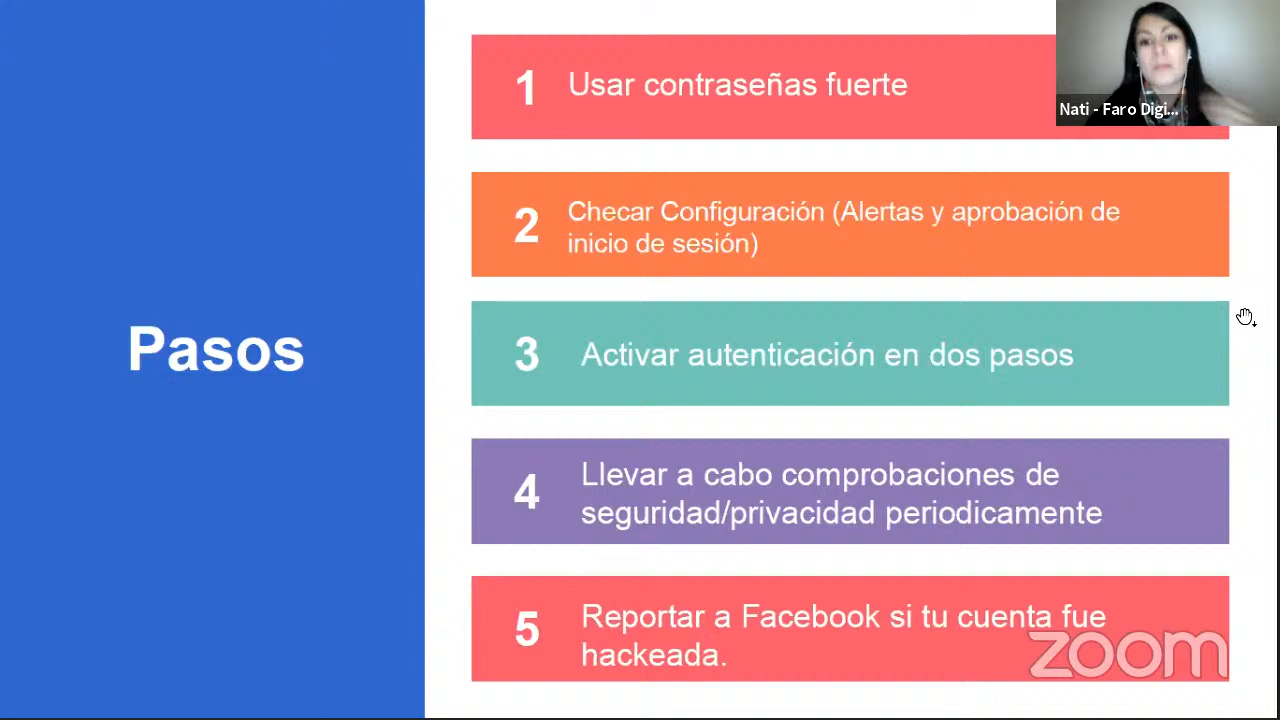 Pasos
1 Usar contraseñas fuerte
2 Checar Configuración (Alertas y aprobación de
inicio de sesión)
3 Activar autenticación en dos pasos
4 Llevar a cabo comprobaciones de
seguridad/privacidad periodicamente
5 Reportar a Facebook si tu cuenta fue
hackeada.
Nati - Faro Digi...
zoom